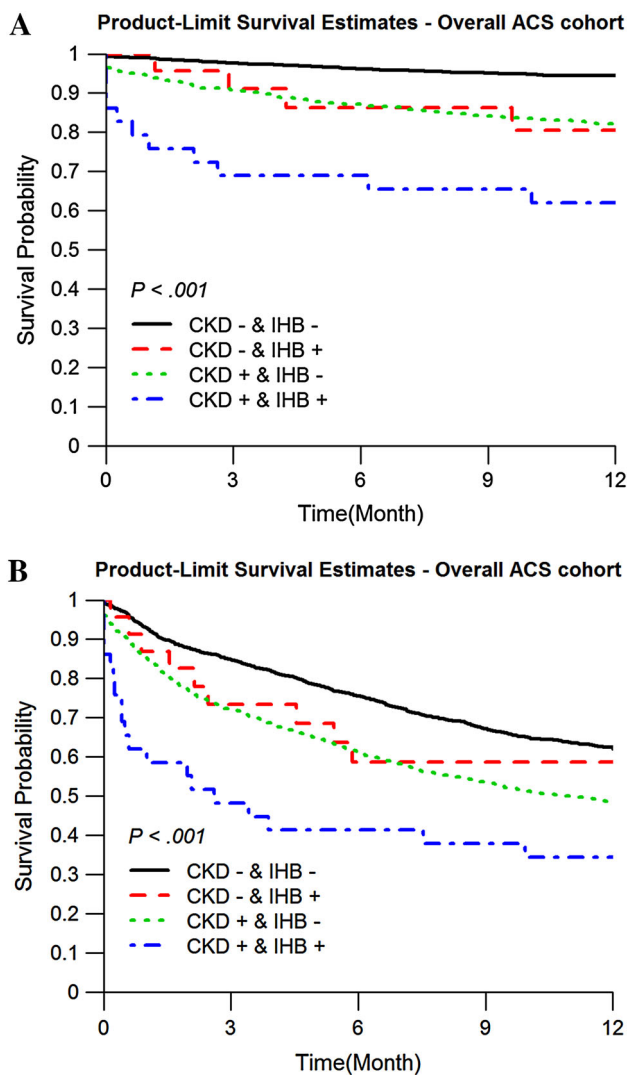 A
Product-Limit Survival Estimates - Overall ACS cohort
1
0.9
0.8
0.7
0.6
0.5
0.4
0.3
0.2
0.1
0
Survival Probability
P < .001
CKD - & IHB -
CKD - & IHB +
CKD + & IHB -
CKD + & IHB +
0 3 6 9 12
Time(Month)
B
Product-Limit Survival Estimates - Overall ACS cohort
1
0.9
0.8
0.7
0.6
0.5
0.4
0.3
0.2
0.1
0
Survival Probability
P < .001
CKD - & IHB -
CKD - & IHB +
CKD + & IHB -
CKD + & IHB +
0 3 6 9 12
Time(Month)